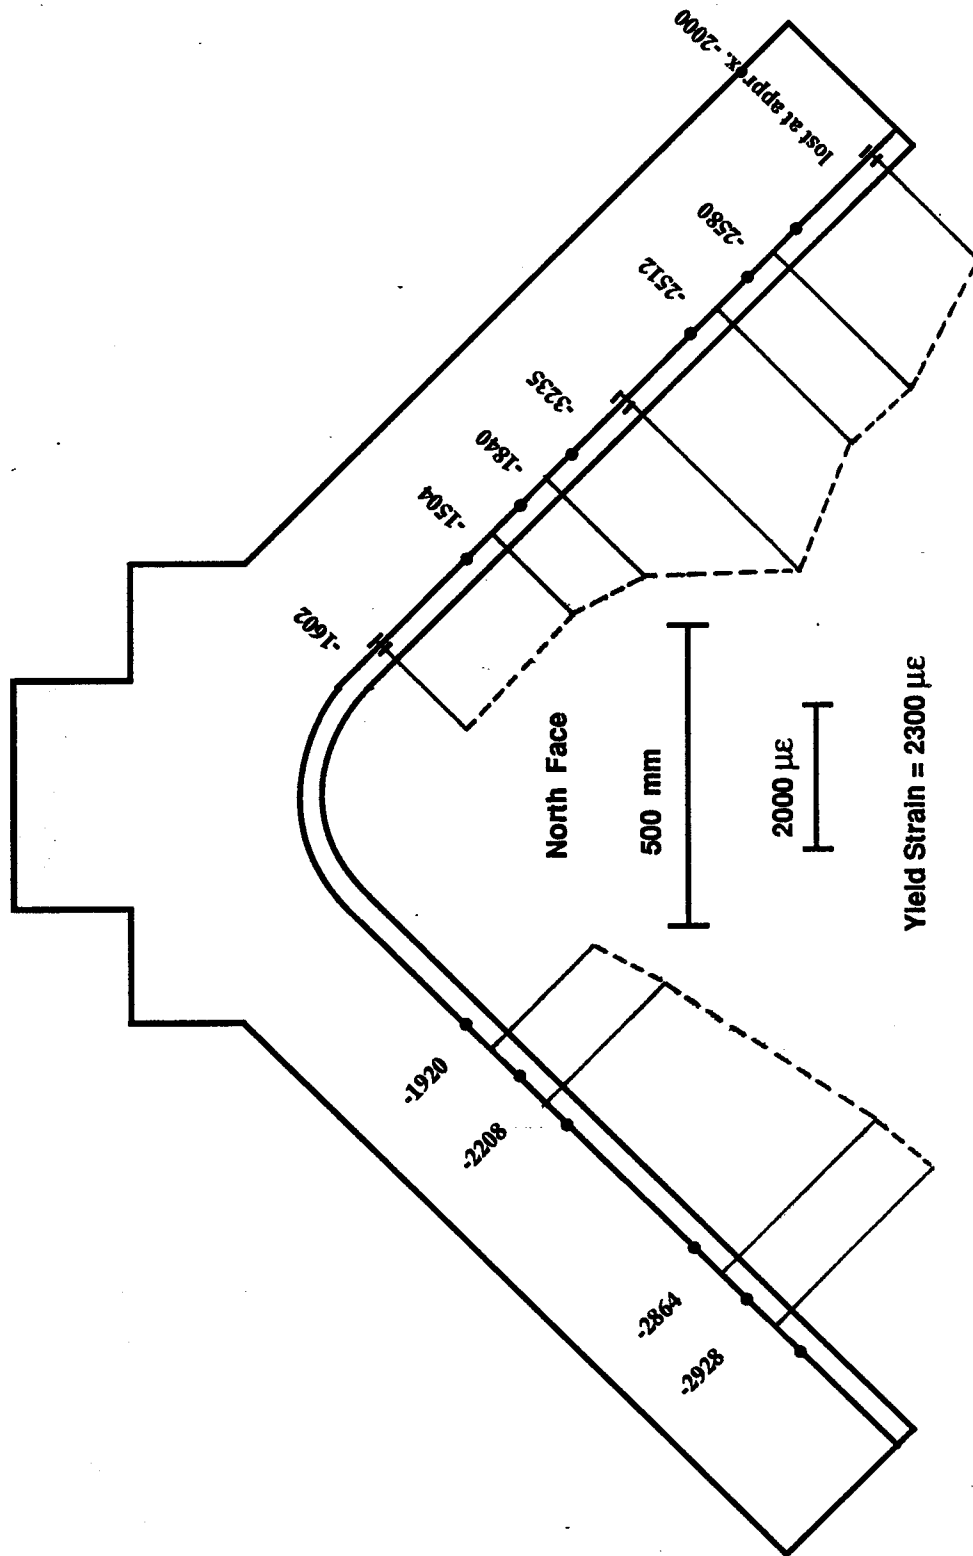 -1920
-2208
-2864
-2928
-1602
-1504
-1840
-3235
-2512
-2580
lost at approx. -2000
North Face
500 mm
2000 µε
Yield Strain = 2300 µε